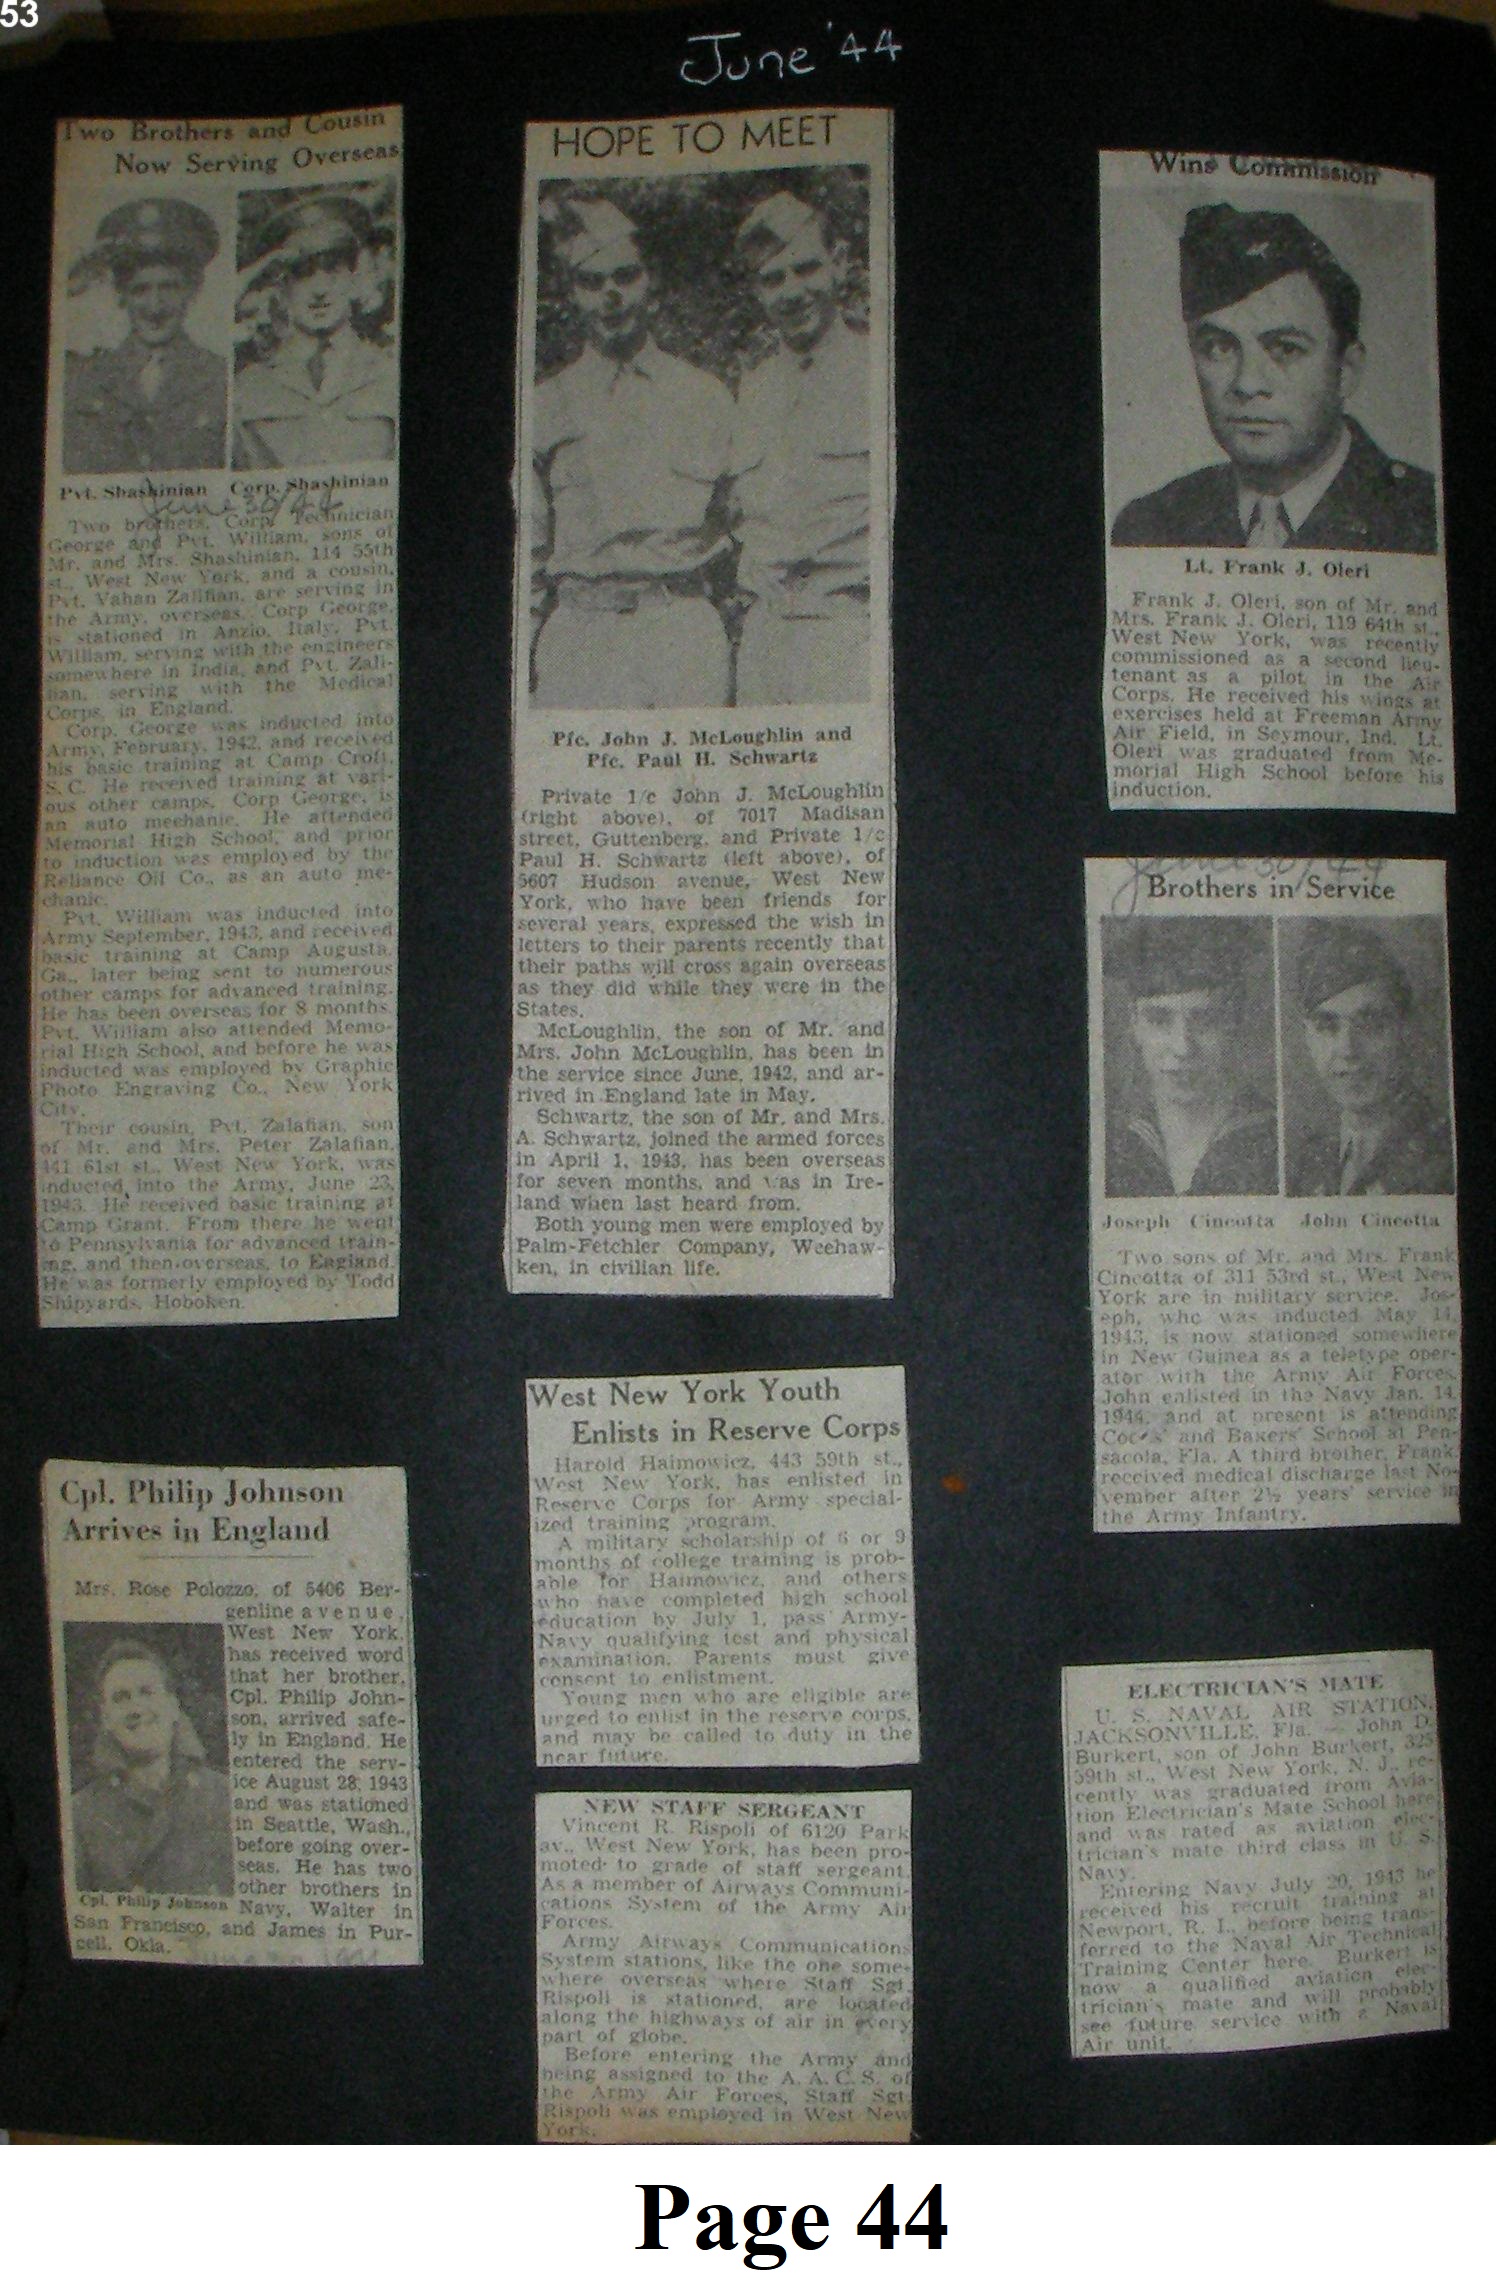 53
June '44
Two Brothers and Cousin
Now Serving Overseas
Pvt. Shashinian Corp. Shashinian
June 30/44
Two brothers, Corp. Technician
George and Pvt. William, sons of
Mr. and Mrs. Shashinian, 114 55th
st., West New York, and a cousin,
Pvt. Vahan Zalifian, are serving in
the Army, overseas. Corp George,
is stationed in Anzio, Italy, Pvt.
William, serving with the engineers
somewhere in India, and Pvt. Zali-
han, serving with the Medical
Corps, in England.
Corp. George was inducted into
Army, February, 1942, and received
his basic training at Camp Croft,
S. C. He received training at vari-
ous other camps. Corp George, is
an auto mechanic. He attended
Memorial High School, and prior
to induction was employed by the
Reliance Oil Co., as an auto me-
chanic.
Pvt. William was inducted into
Army September, 1943, and received
basic training at Camp Augusta,
Ga., later being sent to numerous
other camps for advanced training.
He has been overseas for 8 months.
Pvt. William also attended Memo-
rial High School, and before he was
inducted was employed by Graphic
Photo Engraving Co., New York
City.
Their cousin, Pvt. Zalafian, son
of Mr. and Mrs. Peter Zalafian,
441 61st st., West New York, was
inducted into the Army, June 23,
1943. He received basic training at
Camp Grant. From there he went
to Pennsylvania for advanced train-
ing, and then overseas, to England.
He was formerly employed by Todd
Shipyards, Hoboken.
Cpl. Philip Johnson
Arrives in England
Mrs. Rose Polozzo, of 5406 Ber-
genline avenue,
West New York,
has received word
that her brother,
Cpl. Philip John-
son, arrived safe-
ly in England. He
entered the serv-
ice August 28, 1943
and was stationed
in Seattle, Wash.,
before going over-
seas. He has two
other brothers in
Cpl. Philip Johnson Navy, Walter in
San Francisco, and James in Pur-
cell, Okla.
HOPE TO MEET
Pfc. John J. McLoughlin and
Pfc. Paul H. Schwartz
Private 1/c John J. McLoughlin
(right above), of 7017 Madisan
street, Guttenberg, and Private 1/c
Paul H. Schwartz (left above), of
5607 Hudson avenue, West New
York, who have been friends for
several years, expressed the wish in
letters to their parents recently that
their paths will cross again overseas
as they did while they were in the
States.
McLoughlin, the son of Mr. and
Mrs. John McLoughlin, has been in
the service since June, 1942, and ar-
rived in England late in May.
Schwartz, the son of Mr. and Mrs.
A. Schwartz, joined the armed forces
in April 1, 1943, has been overseas
for seven months, and was in Ire-
land when last heard from.
Both young men were employed by
Palm-Fetchler Company, Weehaw-
ken, in civilian life.
West New York Youth
Enlists in Reserve Corps
Harold Haimowicz, 443 59th st.,
West New York, has enlisted in
Reserve Corps for Army special-
ized training program.
A military scholarship of 6 or 9
months of college training is prob-
able for Haimowicz, and others
who have completed high school
education by July 1, pass Army-
Navy qualifying test and physical
examination. Parents must give
consent to enlistment.
Young men who are eligible are
urged to enlist in the reserve corps,
and may be called to duty in the
near future.
NEW STAFF SERGEANT
Vincent R. Rispoli of 6120 Park
av., West New York, has been pro-
moted to grade of staff sergeant.
As a member of Airways Communi-
cations System of the Army Air
Forces.
Army Airways Communications
System stations, like the one some-
where overseas where Staff Sgt.
Rispoli is stationed, are located
along the highways of air in every
part of globe.
Before entering the Army and
being assigned to the A. A. C. S. of
the Army Air Forces, Staff Sgt.
Rispoli was employed in West New
York.
Wins Commission
Lt. Frank J. Oleri
Frank J. Oleri, son of Mr. and
Mrs. Frank J. Oleri, 119 64th st.,
West New York, was recently
commissioned as a second lieu-
tenant as a pilot in the Air
Corps. He received his wings at
exercises held at Freeman Army
Air Field, in Seymour, Ind. Lt.
Oleri was graduated from Me-
morial High School before his
induction.
June 30/44
Brothers in Service
Joseph Cincotta John Cincotta
Two sons of Mr. and Mrs. Frank
Cincotta of 311 53rd st., West New
York are in military service. Jos-
eph, who was inducted May 14,
1943, is now stationed somewhere
in New Guinea as a teletype oper-
ator with the Army Air Forces.
John enlisted in the Navy Jan. 14,
1944, and at present is attending
Cooks' and Bakers' School at Pen-
sacola, Fla. A third brother, Frank,
received medical discharge last No-
vember after 2½ years' service in
the Army Infantry.
ELECTRICIAN'S MATE
U. S. NAVAL AIR STATION,
JACKSONVILLE, Fla. — John D.
Burkert, son of John Burkert, 325
59th st., West New York, N. J., re-
cently was graduated from Avia-
tion Electrician's Mate School here
and was rated as aviation elec-
trician's mate third class in U. S.
Navy.
Entering Navy July 20, 1943 he
received his recruit training at
Newport, R. I., before being trans-
ferred to the Naval Air Technical
Training Center here. Burkert is
now a qualified aviation elec-
trician's mate and will probably
see future service with a Naval
Air unit.
Page 44